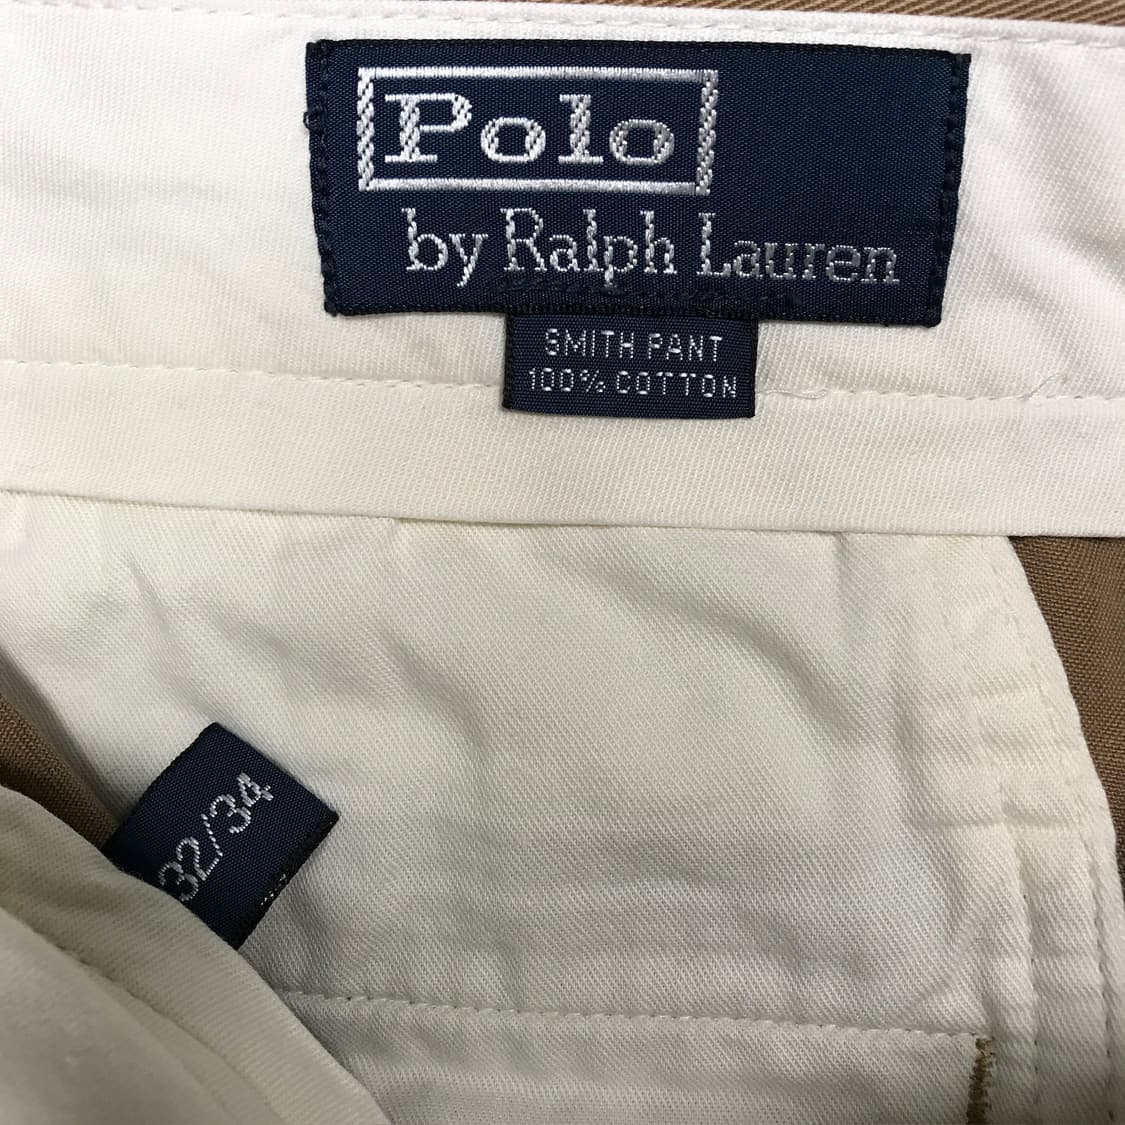 Polo
by Ralph Lauren
SMITH PANT
100% COTTON
32/34